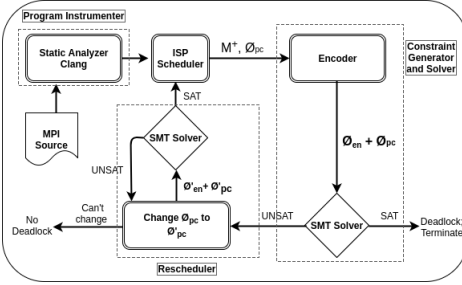 Program Instrumenter
Static Analyzer
Clang
ISP
Scheduler
M⁺, Øpc
Encoder
Constraint
Generator
and Solver
MPI
Source
SAT
SMT Solver
UNSAT
Ø'en + Ø'pc
Øen + Øpc
Change Øpc to
Ø'pc
Can't
change
No
Deadlock
UNSAT
SMT Solver
SAT
Deadlock;
Terminate
Rescheduler